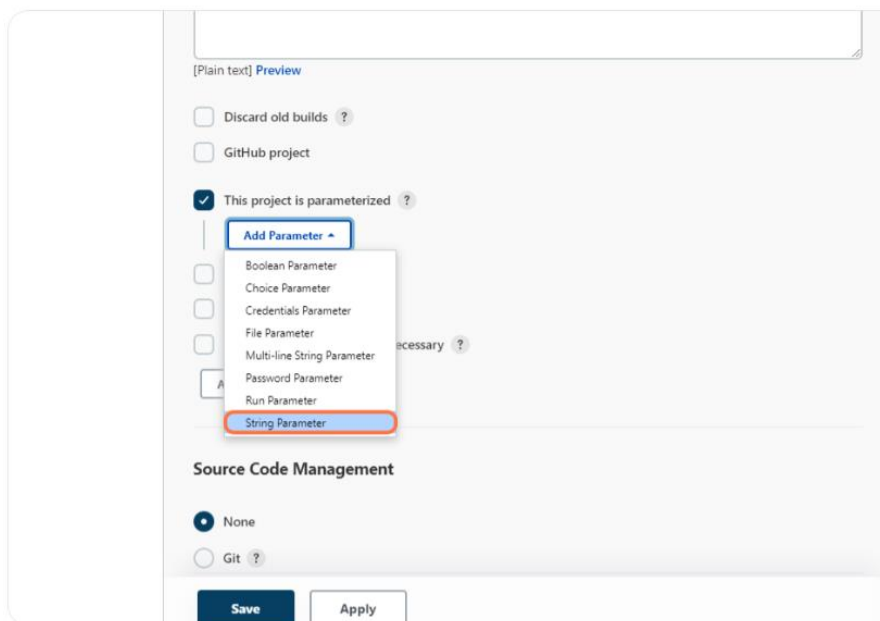 [Plain text] Preview
Discard old builds ?
GitHub project
This project is parameterized ?
Add Parameter
Boolean Parameter
Choice Parameter
Credentials Parameter
File Parameter
ecessary ?
Multi-line String Parameter
A
Password Parameter
Run Parameter
String Parameter
Source Code Management
None
Git ?
Save Apply